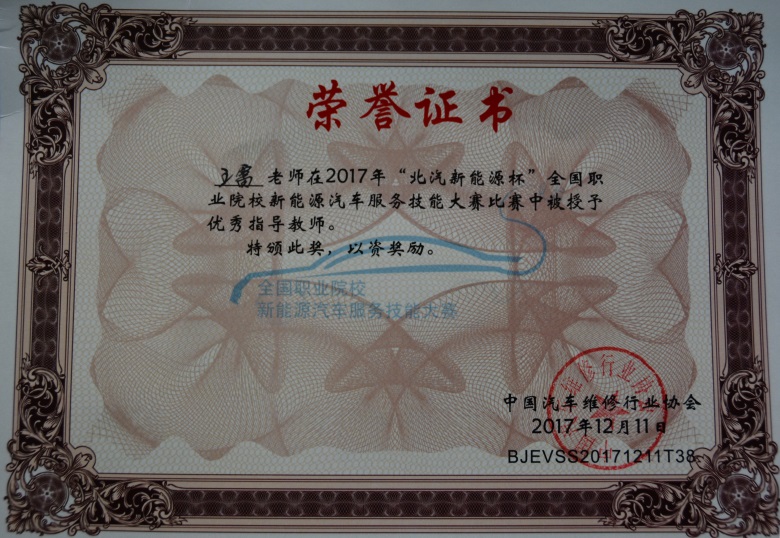 荣誉证书
王禹 老师在2017年“北汽新能源杯”全国职
业院校新能源汽车服务技能大赛比赛中被授予
优秀指导教师。
特颁此奖，以资奖励。
全国职业院校
新能源汽车服务技能大赛
中国汽车维修行业协会
2017年12月11日
BJEVSS20171211T38